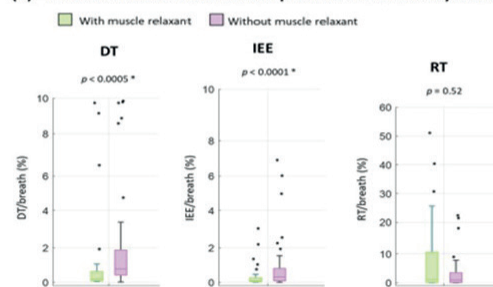 With muscle relaxant
Without muscle relaxant
DT
IEE
RT
p < 0.0005 *
p < 0.0001 *
p = 0.52
DT/breath (%)
10
8
6
4
2
0
IEE/breath (%)
10
8
6
4
2
0
RT/breath (%)
60
50
40
30
20
10
0